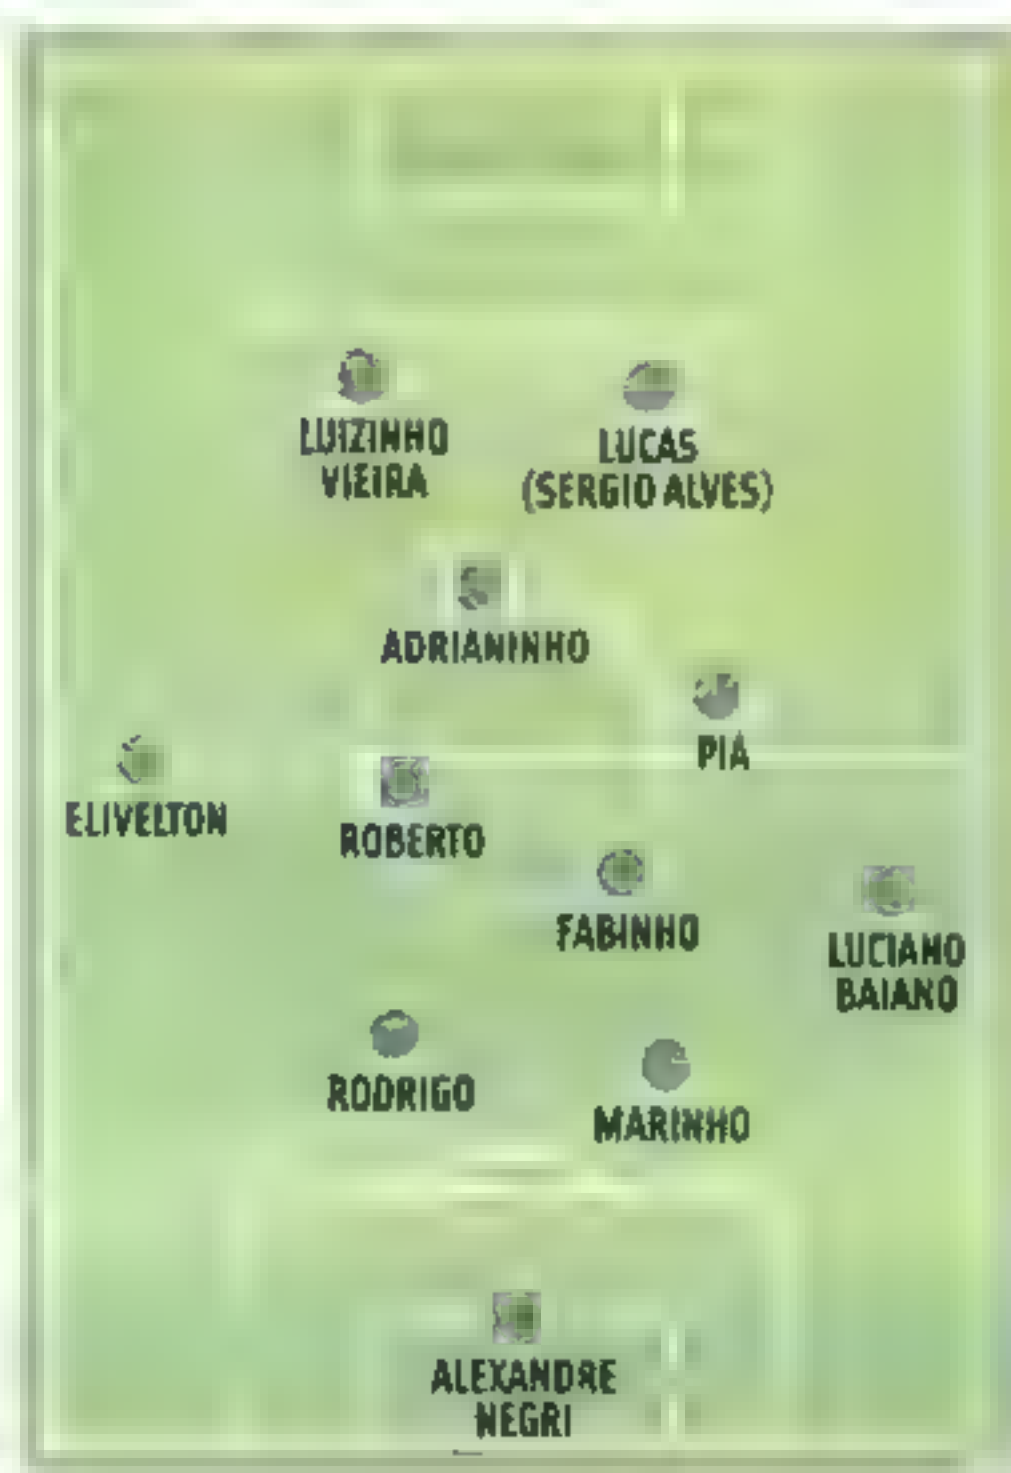 LUIZINHO
VIEIRA
LUCAS
(SERGIO ALVES)
ADRIANINHO
PIÁ
ELIVELTON
ROBERTO
FABINHO
LUCIANO
BAIANO
RODRIGO
MARINHO
ALEXANDRE
NEGRI